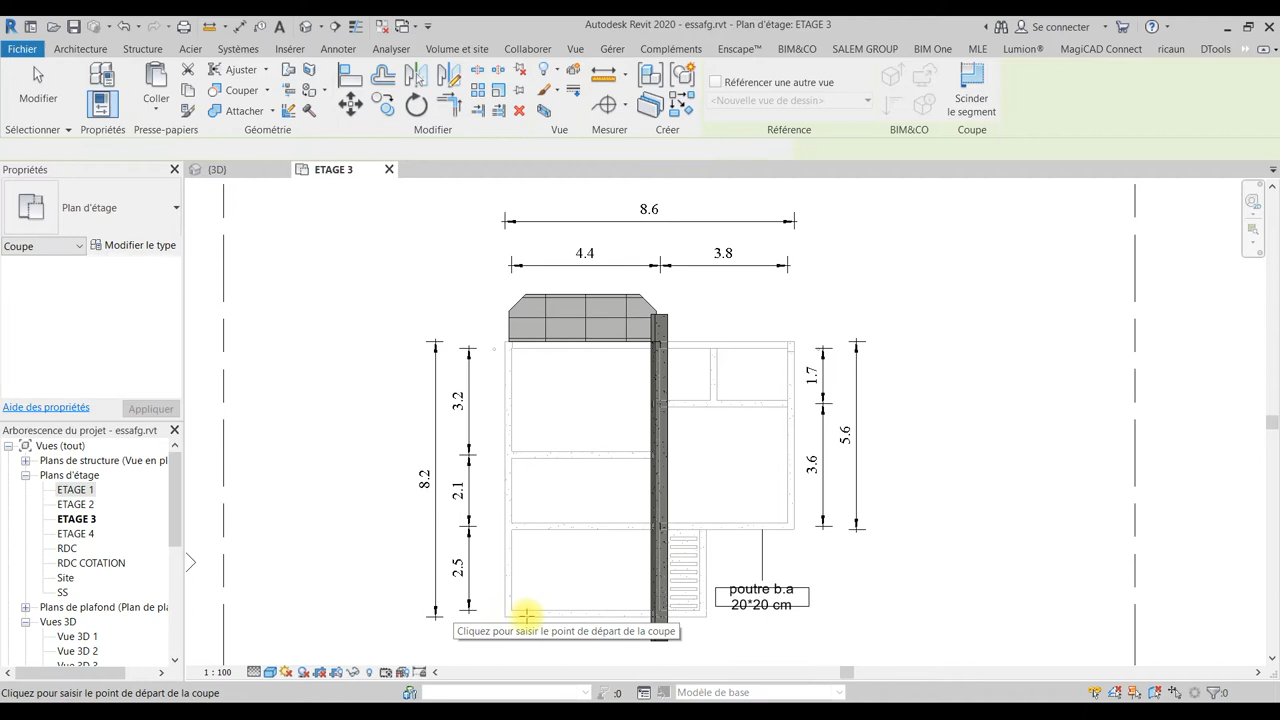 Autodesk Revit 2020 - essafg.rvt - Plan d'étage: ETAGE 3
Se connecter
Fichier Architecture Structure Acier Systèmes Insérer Annoter Analyser Volume et site Collaborer Vue Gérer Compléments Enscape™ BIM&CO SALEM GROUP BIM One MLE Lumion® MagiCAD Connect ricaun DTools
Modifier
Coller
Ajuster
Couper
Attacher
Référencer une autre vue
<Nouvelle vue de dessin>
Scinder
le segment
Sélectionner Propriétés Presse-papiers Géométrie Modifier Vue Mesurer Créer Référence BIM&CO Coupe
Propriétés
{3D}
ETAGE 3
Plan d'étage
Coupe
Modifier le type
Aide des propriétés
Appliquer
Arborescence du projet - essafg.rvt
Vues (tout)
Plans de structure (Vue en pl
Plans d'étage
ETAGE 1
ETAGE 2
ETAGE 3
ETAGE 4
RDC
RDC COTATION
Site
SS
Plans de plafond (Plan de pla
Vues 3D
Vue 3D 1
Vue 3D 2
Vue 3D 3
8.6
4.4
3.8
3.2
1.7
5.6
8.2
2.1
3.6
2.5
poutre b.a
20*20 cm
Cliquez pour saisir le point de départ de la coupe
1 : 100
Cliquez pour saisir le point de départ de la coupe
:0
Modèle de base
:0